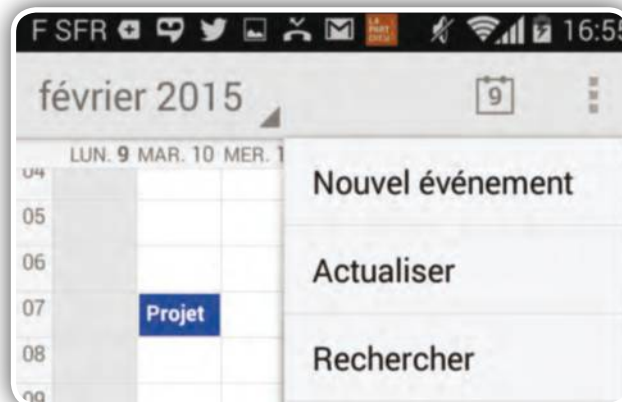 F SFR 16:55
février 2015 9
LUN. 9 MAR. 10 MER. 1
04
05
06
07 Projet
08
09
Nouvel événement
Actualiser
Rechercher